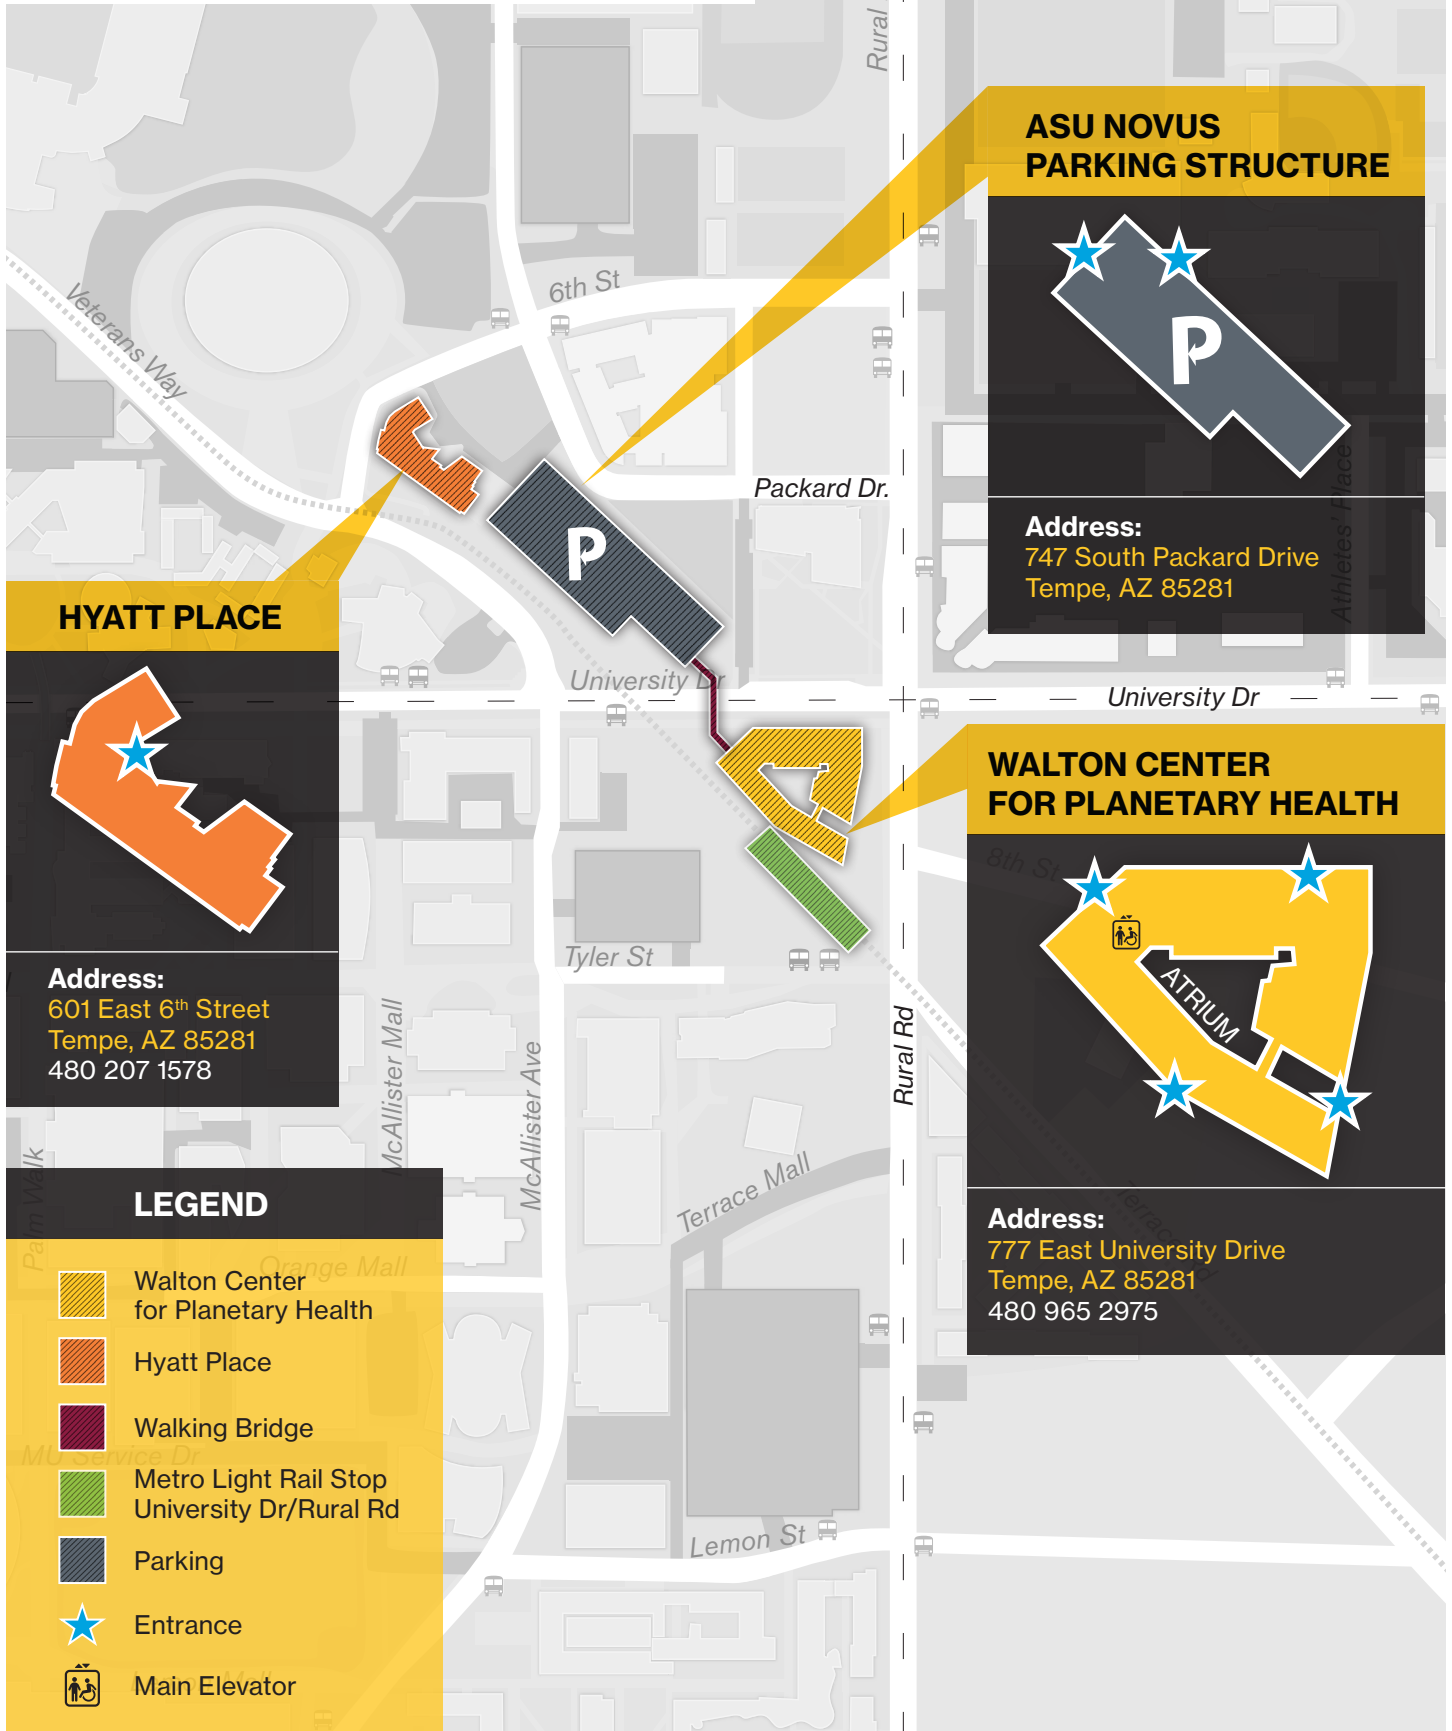 Rural
ASU NOVUS
PARKING STRUCTURE
6th St
Veterans Way
P
Packard Dr.
P
Address:
747 South Packard Drive
Tempe, AZ 85281
Athletes' Place
HYATT PLACE
University Dr
University Dr
WALTON CENTER
FOR PLANETARY HEALTH
8th St
ATRIUM
Tyler St
Address:
601 East 6th Street
Tempe, AZ 85281
480 207 1578
McAllister Mall
McAllister Ave
Rural Rd
Terrace Mall
Palm Walk
Address:
777 East University Drive
Tempe, AZ 85281
480 965 2975
Terrace Rd
LEGEND
Orange Mall
Walton Center
for Planetary Health
Hyatt Place
Walking Bridge
MU Service Dr
Metro Light Rail Stop
University Dr/Rural Rd
Lemon St
Parking
Entrance
Main Elevator
Lemon Mall